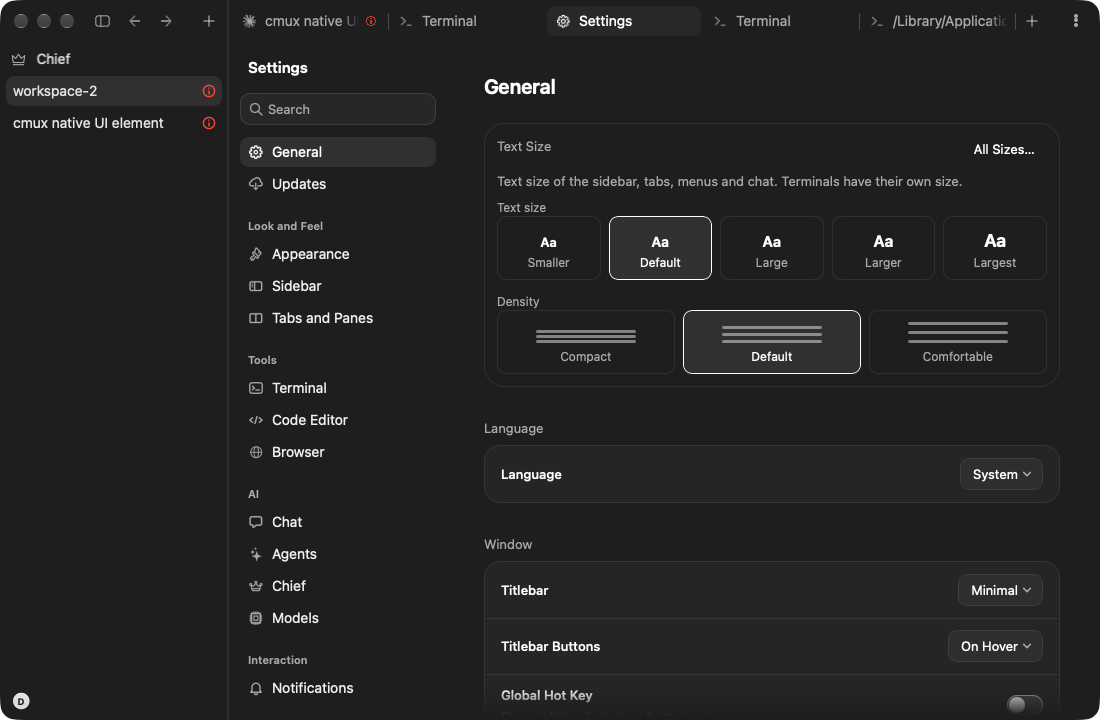 cmux native UI
Terminal
Settings
Terminal
/Library/Applicatio
Chief
workspace-2
cmux native UI element
D
Settings
Search
General
Updates
Look and Feel
Appearance
Sidebar
Tabs and Panes
Tools
Terminal
Code Editor
Browser
AI
Chat
Agents
Chief
Models
Interaction
Notifications
General
Text Size
All Sizes...
Text size of the sidebar, tabs, menus and chat. Terminals have their own size.
Text size
Aa Aa Aa Aa Aa
Smaller Default Large Larger Largest
Density
Compact Default Comfortable
Language
Language System
Window
Titlebar Minimal
Titlebar Buttons On Hover
Global Hot Key